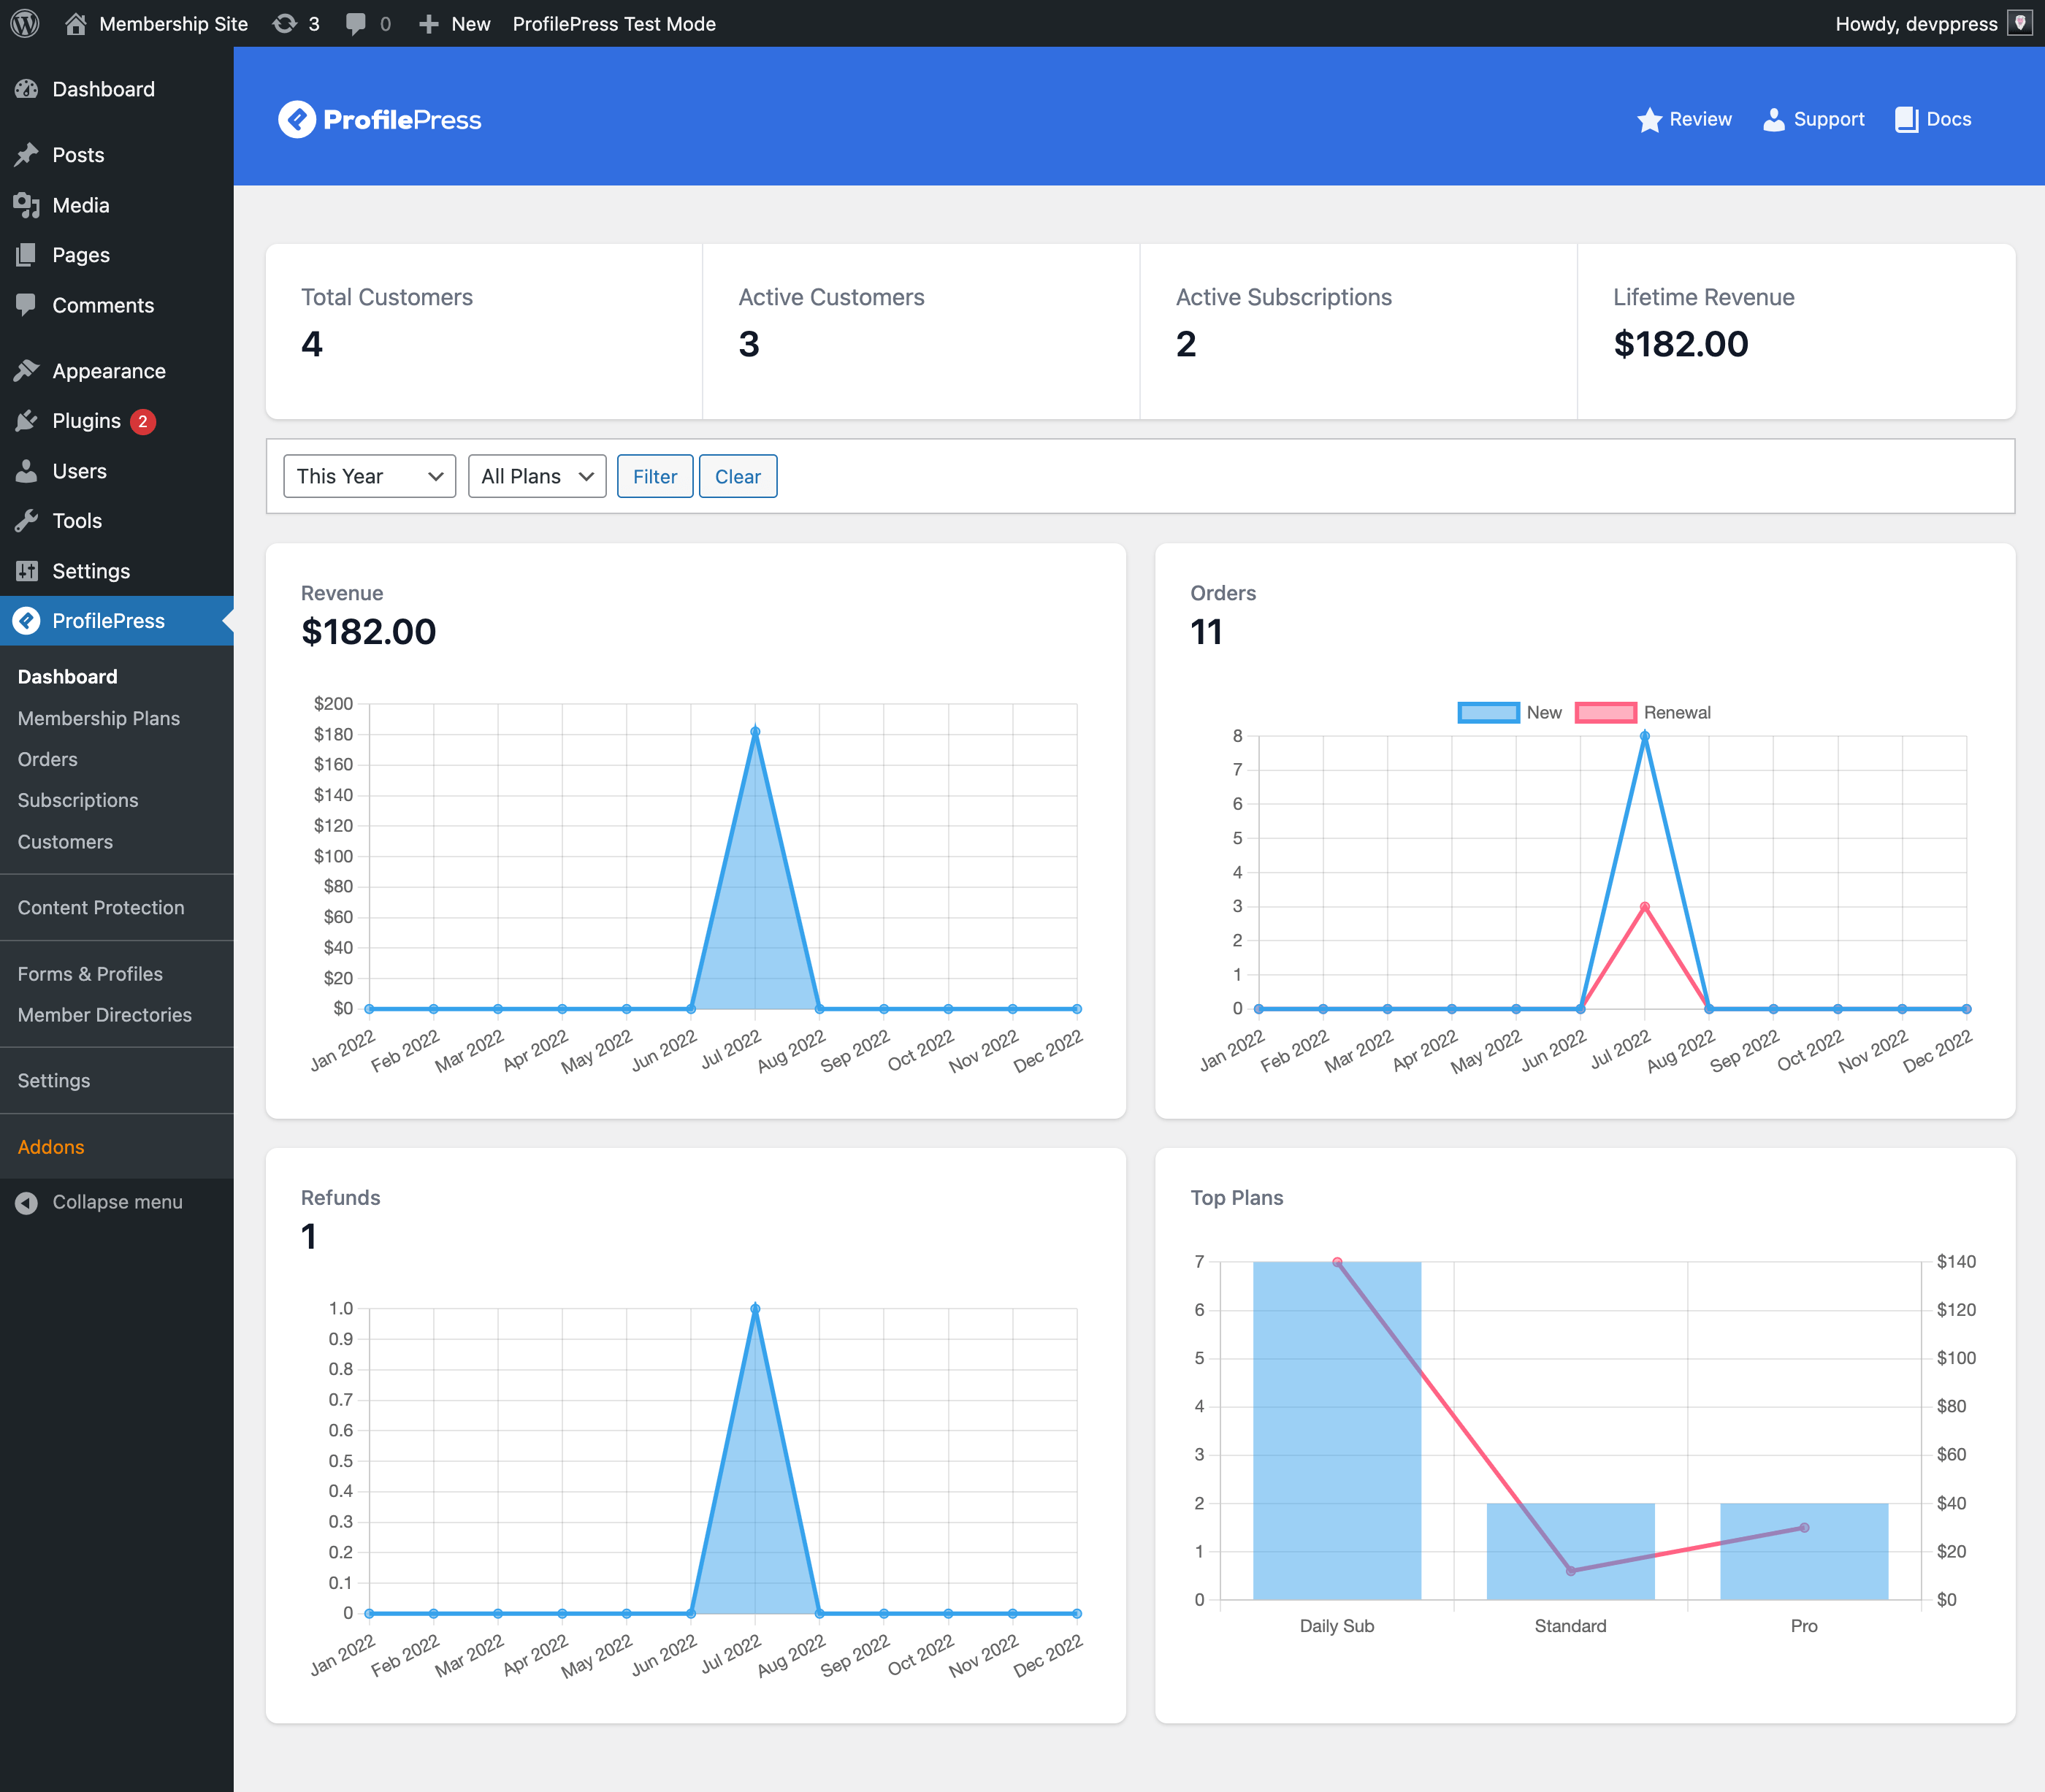 Membership Site 3 0 New ProfilePress Test Mode Howdy, devppress
Dashboard
Posts
Media
Pages
Comments
Appearance
Plugins 2
Users
Tools
Settings
ProfilePress
Dashboard
Membership Plans
Orders
Subscriptions
Customers
Content Protection
Forms & Profiles
Member Directories
Settings
Addons
Collapse menu
ProfilePress
Review Support Docs
Total Customers
4
Active Customers
3
Active Subscriptions
2
Lifetime Revenue
$182.00
This Year All Plans Filter Clear
Revenue
$182.00
$200
$180
$160
$140
$120
$100
$80
$60
$40
$20
$0
Jan 2022 Feb 2022 Mar 2022 Apr 2022 May 2022 Jun 2022 Jul 2022 Aug 2022 Sep 2022 Oct 2022 Nov 2022 Dec 2022
Orders
11
New Renewal
8
7
6
5
4
3
2
1
0
Jan 2022 Feb 2022 Mar 2022 Apr 2022 May 2022 Jun 2022 Jul 2022 Aug 2022 Sep 2022 Oct 2022 Nov 2022 Dec 2022
Refunds
1
1.0
0.9
0.8
0.7
0.6
0.5
0.4
0.3
0.2
0.1
0
Jan 2022 Feb 2022 Mar 2022 Apr 2022 May 2022 Jun 2022 Jul 2022 Aug 2022 Sep 2022 Oct 2022 Nov 2022 Dec 2022
Top Plans
7 $140
6 $120
5 $100
4 $80
3 $60
2 $40
1 $20
0 $0
Daily Sub Standard Pro